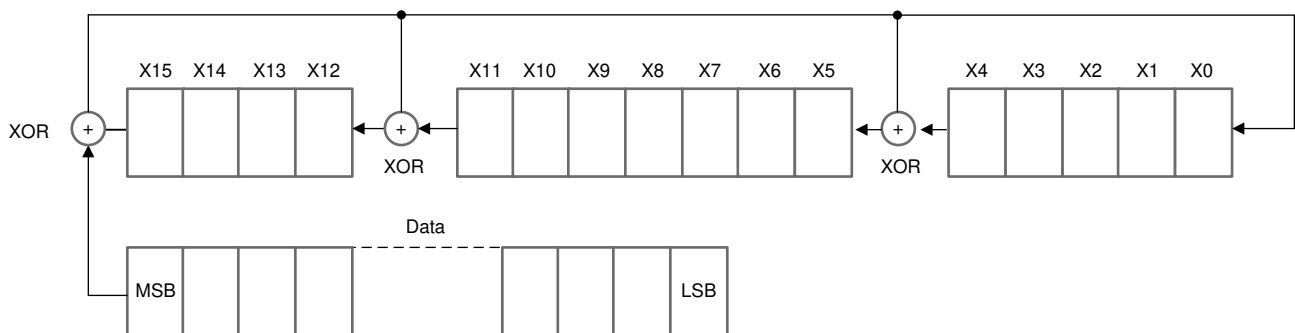 X15 X14 X13 X12 X11 X10 X9 X8 X7 X6 X5 X4 X3 X2 X1 X0
XOR + + +
XOR XOR
Data
MSB LSB